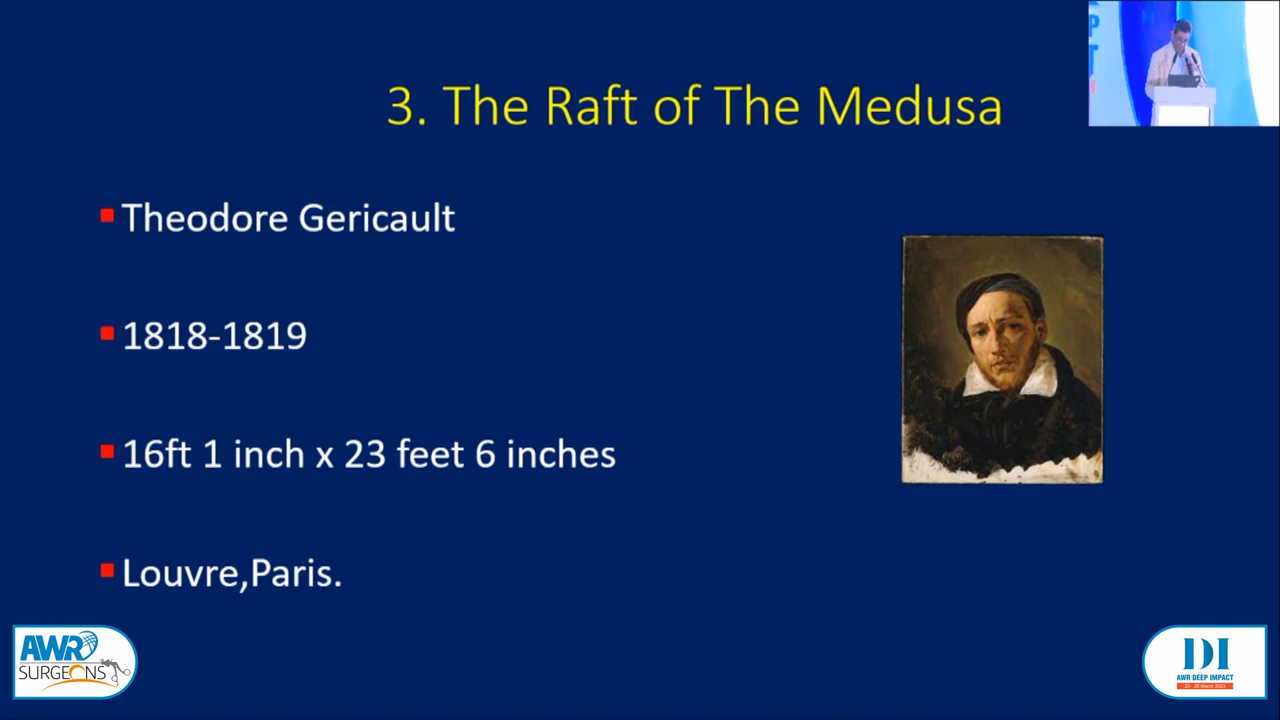 3. The Raft of The Medusa
Theodore Gericault
1818-1819
16ft 1 inch x 23 feet 6 inches
Louvre,Paris.
AWR
SURGEONS
DI
AWR DEEP IMPACT